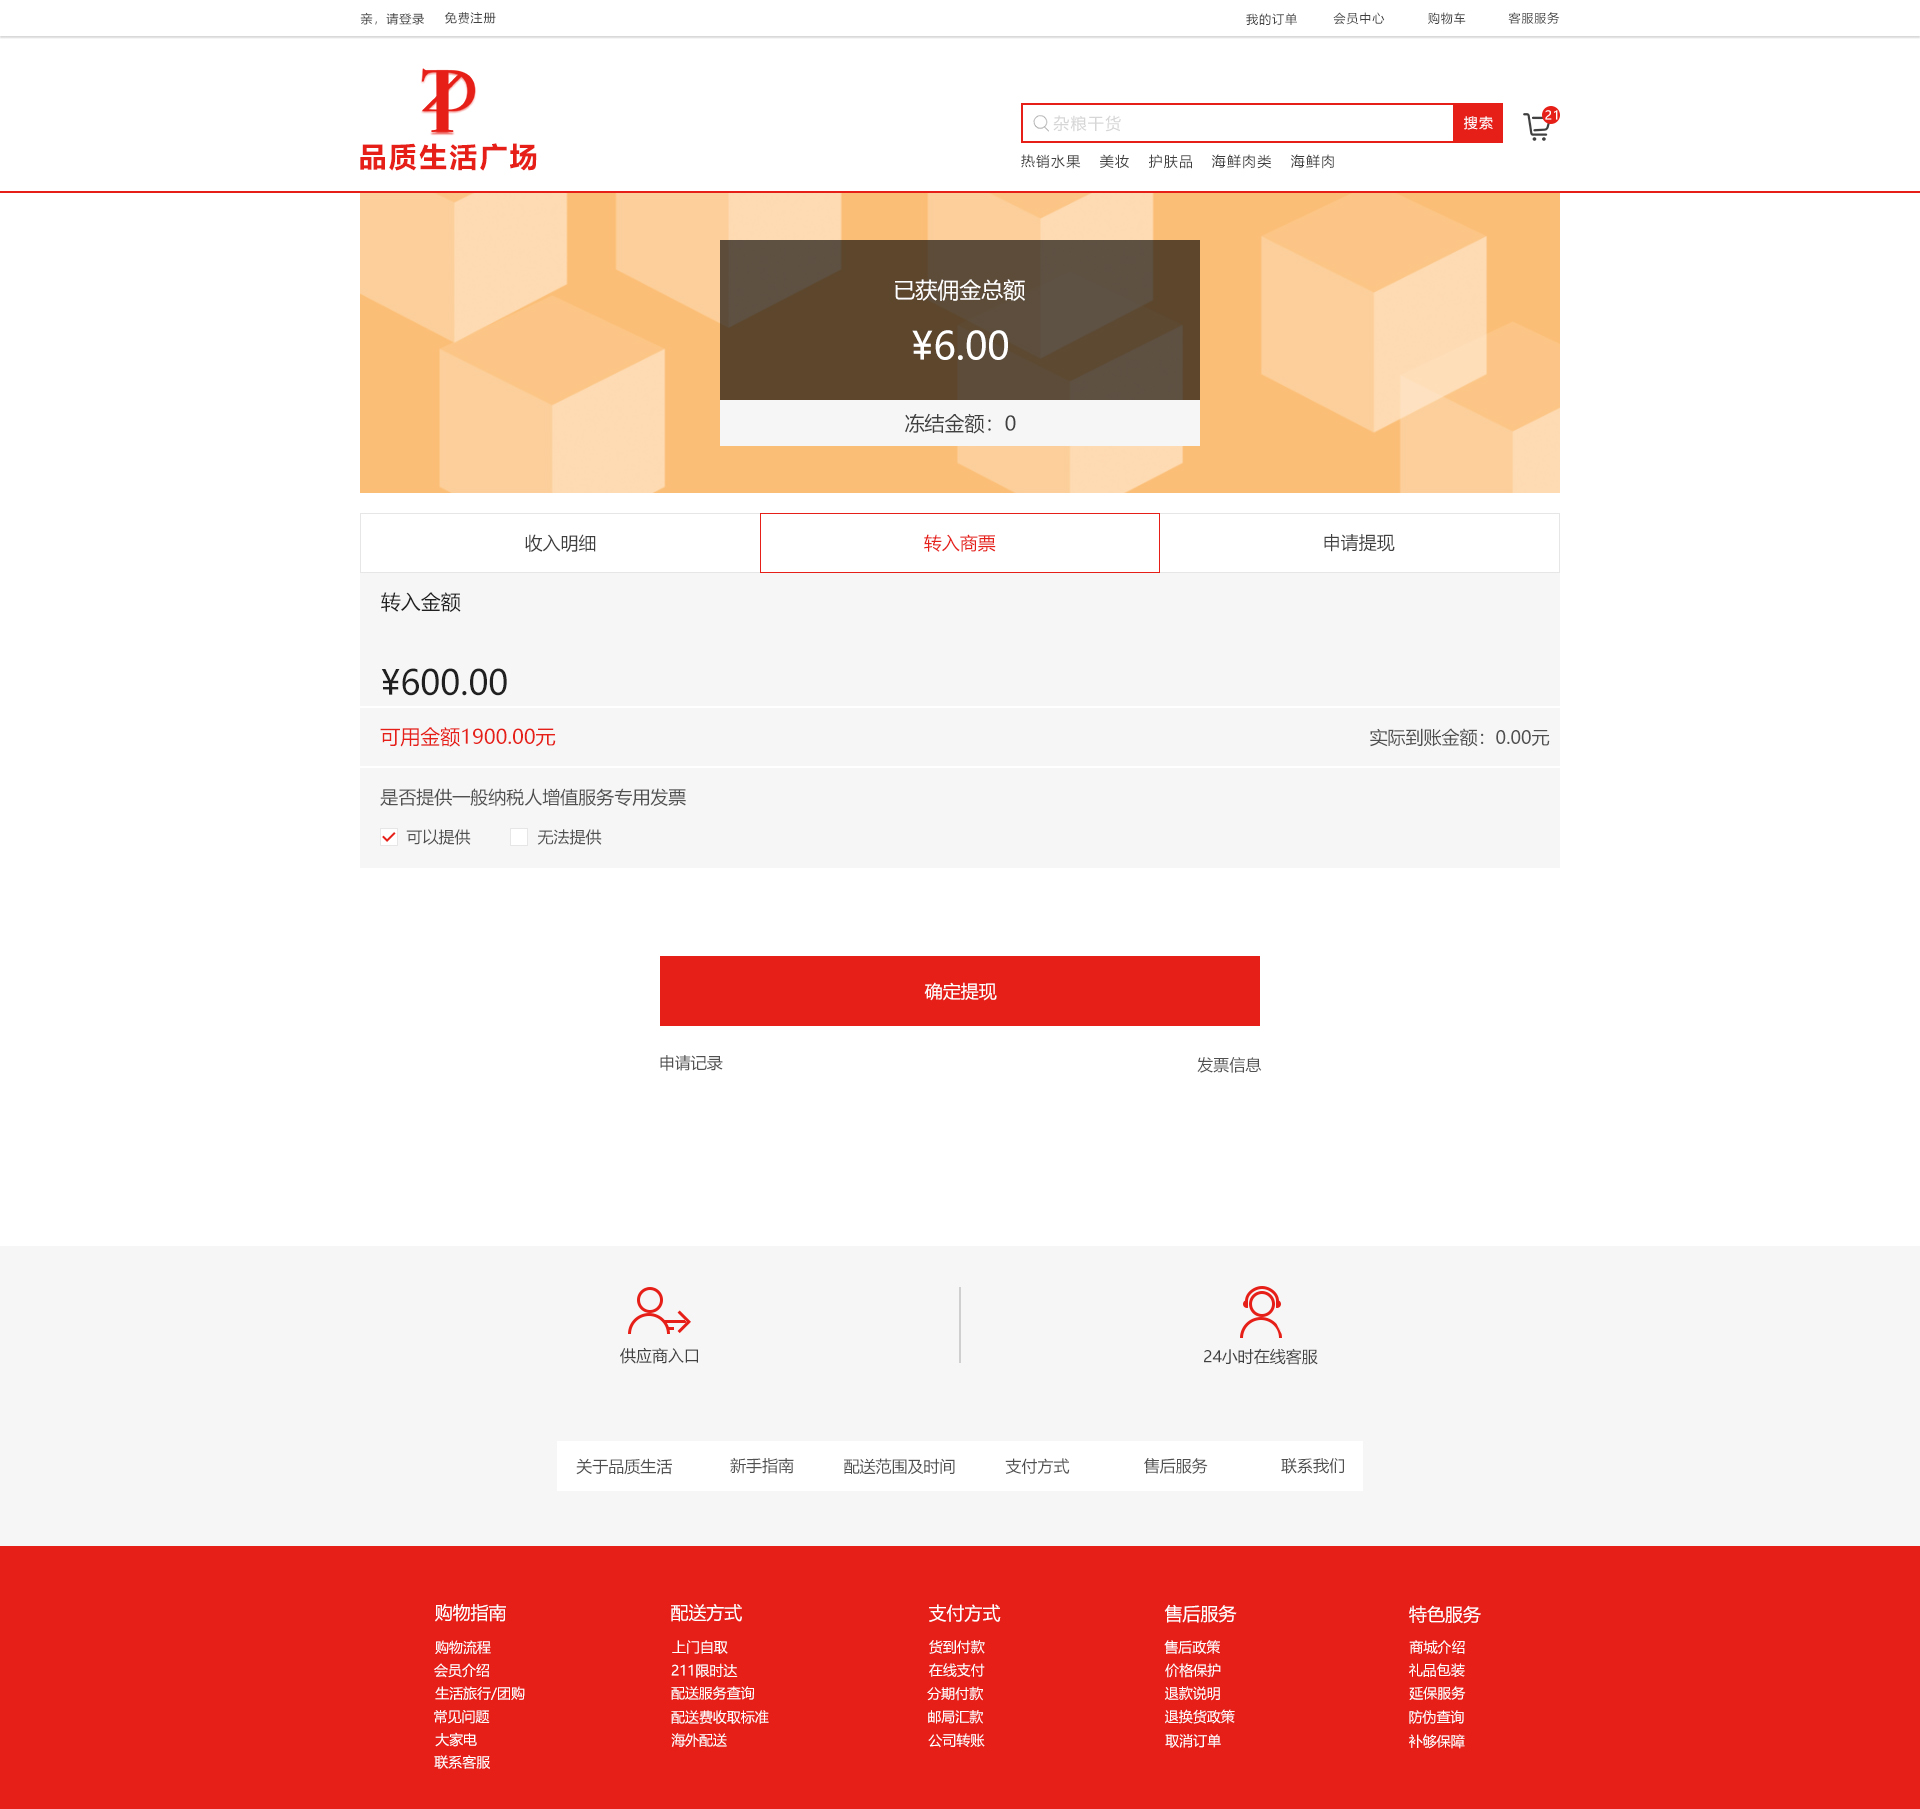 亲，请登录 免费注册 我的订单 会员中心 购物车 客服服务
品质生活广场
杂粮干货 搜索 21
热销水果 美妆 护肤品 海鲜肉类 海鲜肉
已获佣金总额
¥6.00
冻结金额：0
收入明细 转入商票 申请提现
转入金额
¥600.00
可用金额1900.00元 实际到账金额：0.00元
是否提供一般纳税人增值服务专用发票
可以提供 无法提供
确定提现
申请记录 发票信息
供应商入口 24小时在线客服
关于品质生活 新手指南 配送范围及时间 支付方式 售后服务 联系我们
购物指南 配送方式 支付方式 售后服务 特色服务
购物流程 上门自取 货到付款 售后政策 商城介绍
会员介绍 211限时达 在线支付 价格保护 礼品包装
生活旅行/团购 配送服务查询 分期付款 退款说明 延保服务
常见问题 配送费收取标准 邮局汇款 退换货政策 防伪查询
大家电 海外配送 公司转账 取消订单 补够保障
联系客服